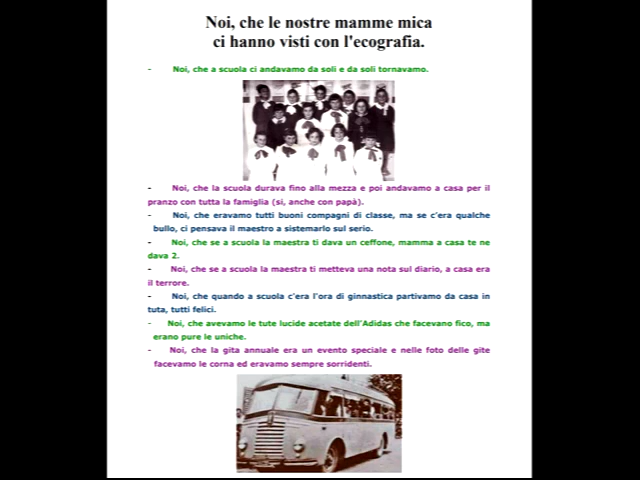 Noi, che le nostre mamme mica
ci hanno visti con l'ecografia.
- Noi, che a scuola ci andavamo da soli e da soli tornavamo.
- Noi, che la scuola durava fino alla mezza e poi andavamo a casa per il
pranzo con tutta la famiglia (si, anche con papà).
- Noi, che eravamo tutti buoni compagni di classe, ma se c'era qualche
bullo, ci pensava il maestro a sistemarlo sul serio.
- Noi, che se a scuola la maestra ti dava un ceffone, mamma a casa te ne
dava 2.
- Noi, che se a scuola la maestra ti metteva una nota sul diario, a casa era
il terrore.
- Noi, che quando a scuola c'era l'ora di ginnastica partivamo da casa in
tuta, tutti felici.
- Noi, che avevamo le tute lucide acetate dell'Adidas che facevano fico, ma
erano pure le uniche.
- Noi, che la gita annuale era un evento speciale e nelle foto delle gite
facevamo le corna ed eravamo sempre sorridenti.